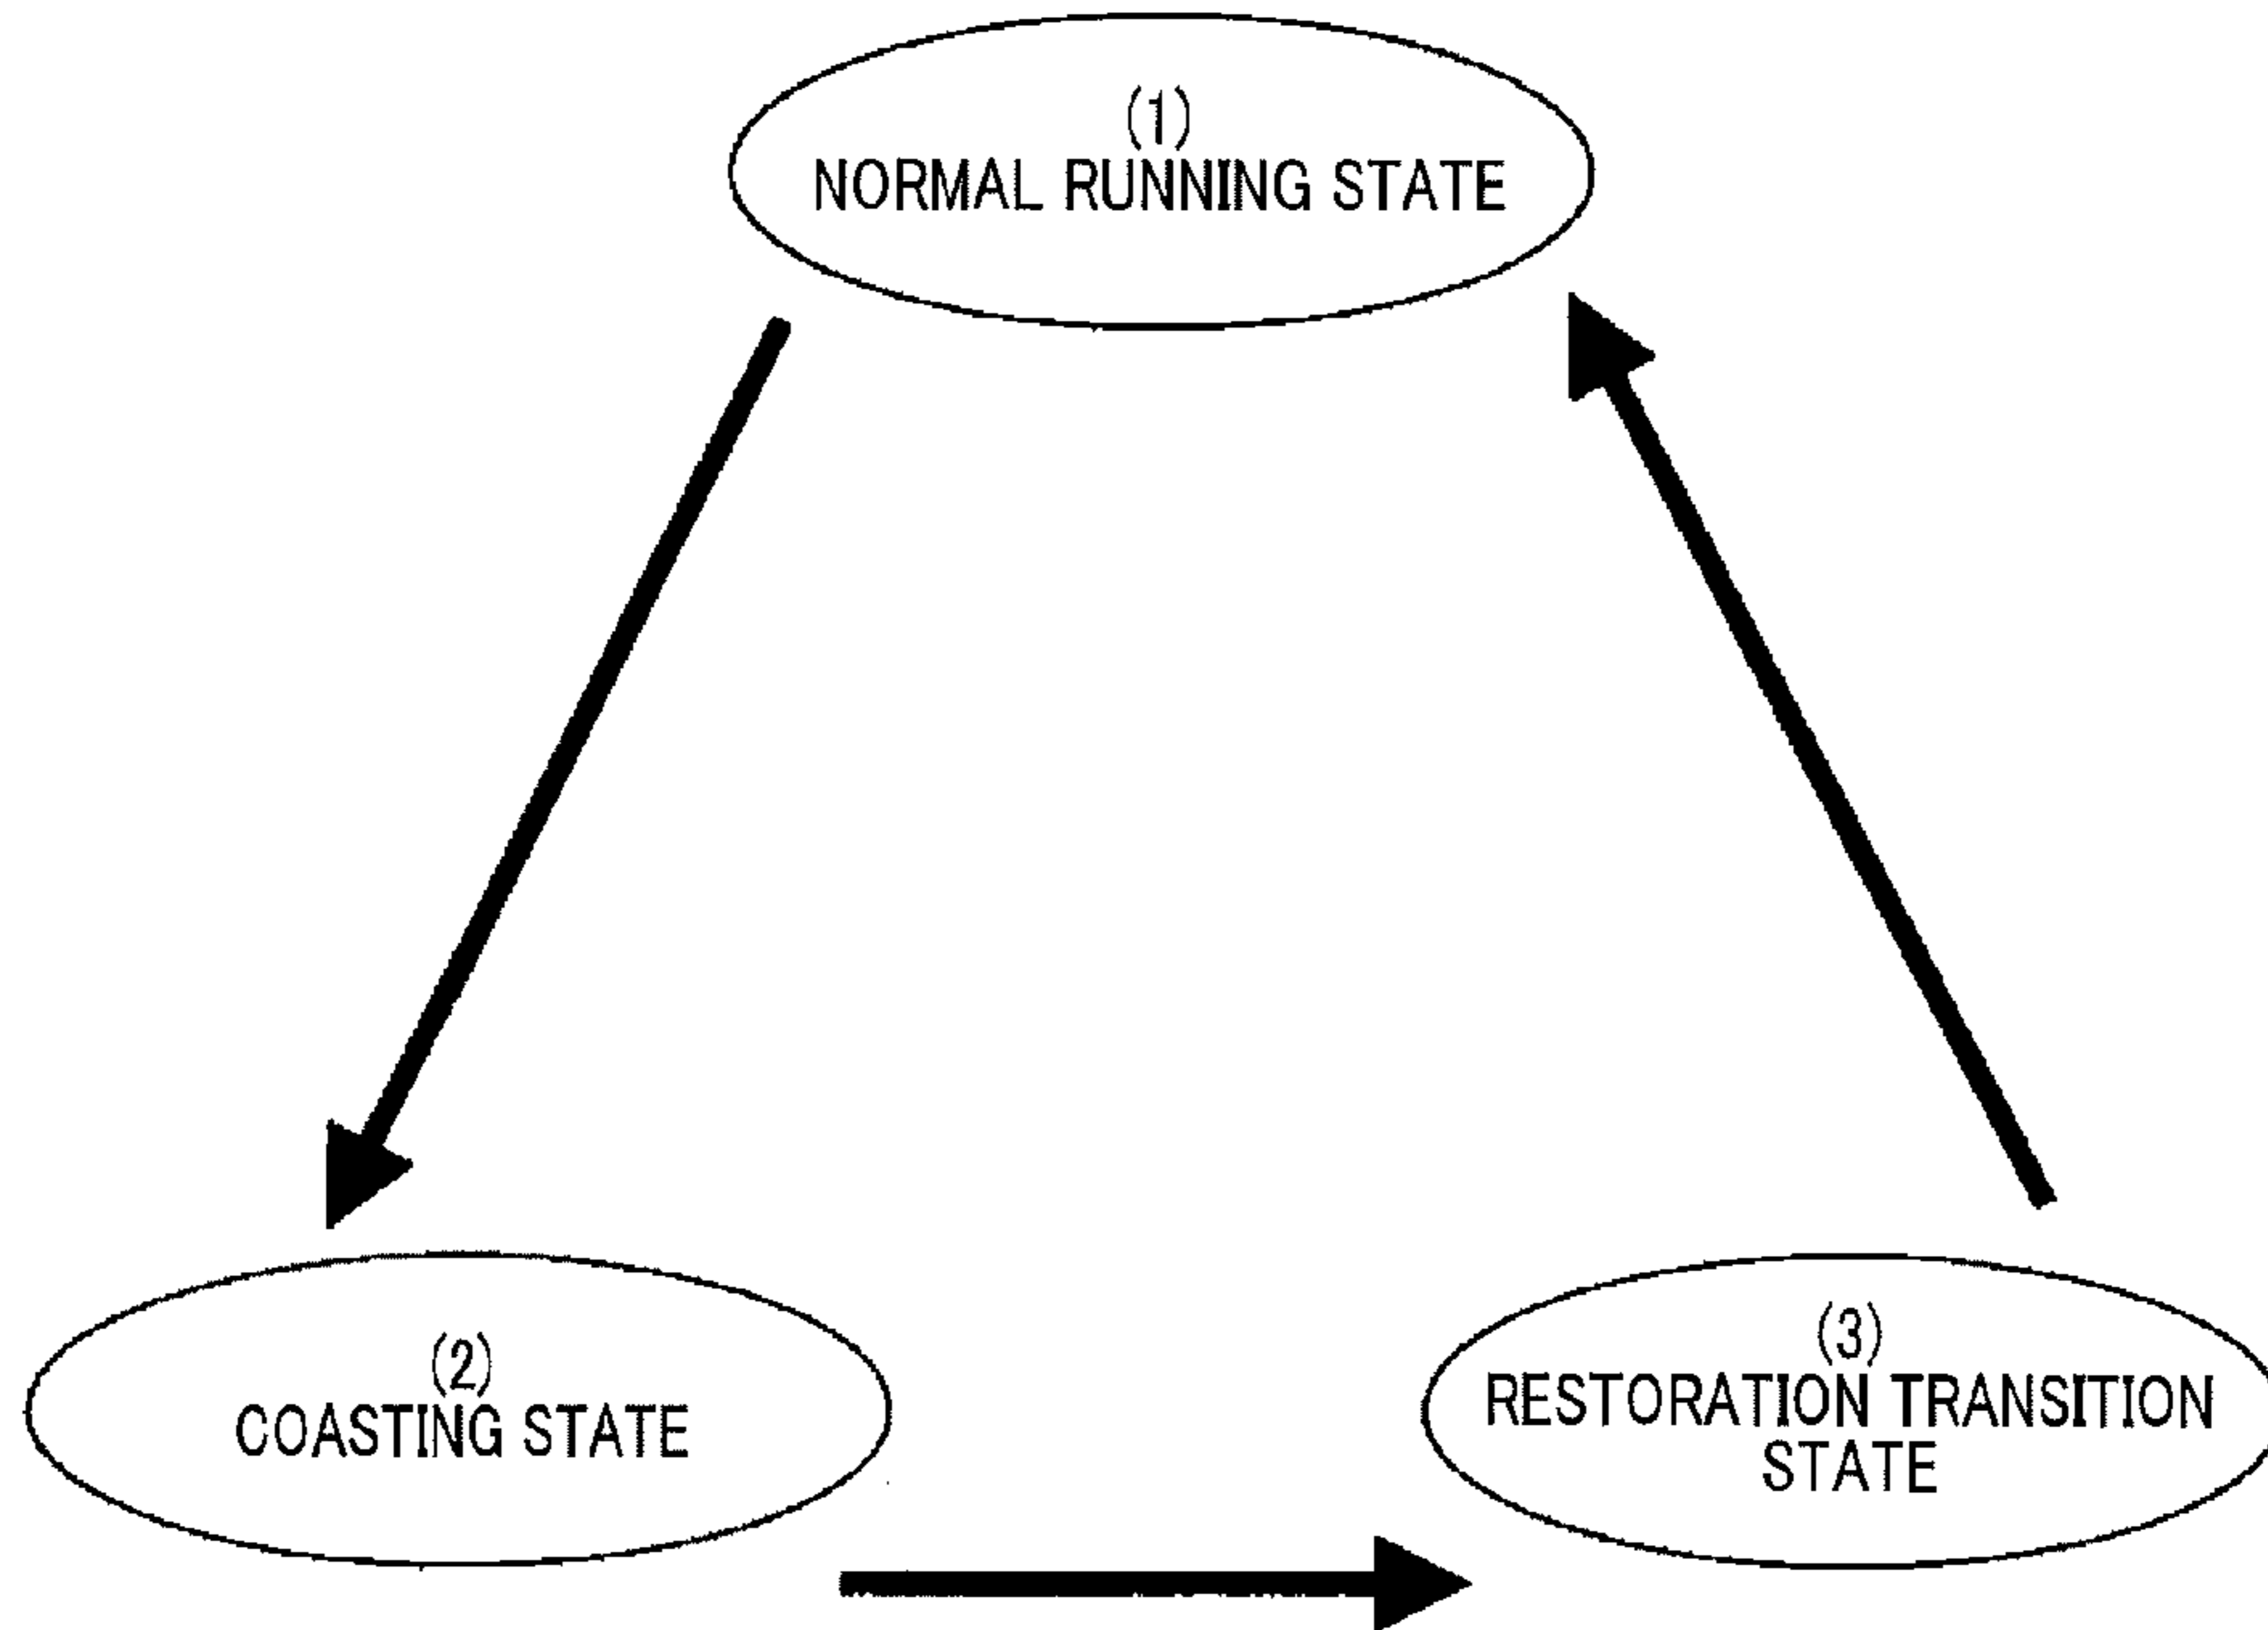 (1)
NORMAL RUNNING STATE
(2)
COASTING STATE
(3)
RESTORATION TRANSITION
STATE